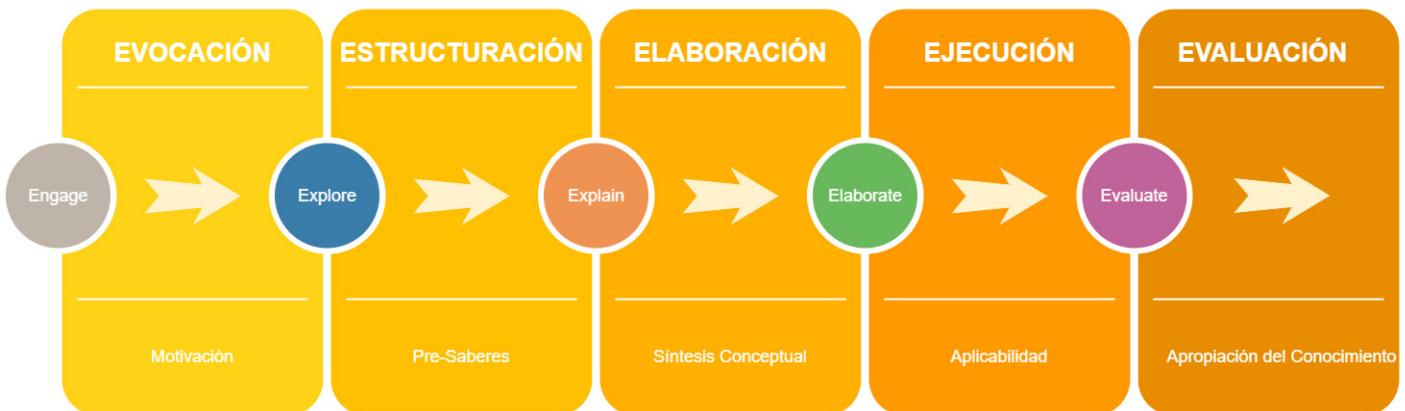 EVOCACIÓN
ESTRUCTURACIÓN
ELABORACIÓN
EJECUCIÓN
EVALUACIÓN
Engage
Explore
Explain
Elaborate
Evaluate
Motivación
Pre-Saberes
Síntesis Conceptual
Aplicabilidad
Apropiación del Conocimiento